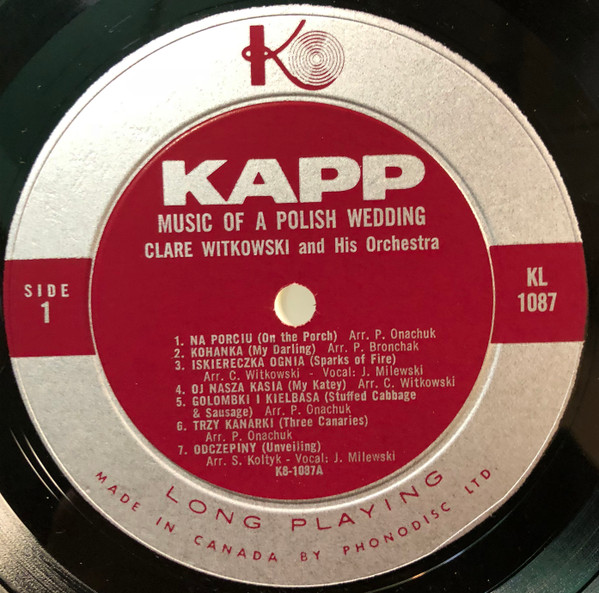 K
KAPP
MUSIC OF A POLISH WEDDING
CLARE WITKOWSKI and His Orchestra
SIDE
1
KL
1087
1. NA PORCIU (On the Porch) Arr. P. Onachuk
2. KOHANKA (My Darling) Arr. P. Bronchak
3. ISKIERECZKA OGNIA (Sparks of Fire)
Arr. C. Witkowski - Vocal: J. Milewski
4. OJ NASZA KASIA (My Katey) Arr. C. Witkowski
5. GOLOMBKI I KIELBASA (Stuffed Cabbage
& Sausage) Arr. P. Onachuk
6. TRZY KANARKI (Three Canaries)
Arr. P. Onachuk
7. ODCZEPINY (Unveiling)
Arr. S. Koltyk - Vocal: J. Milewski
K8-1087A
LONG PLAYING
MADE IN CANADA BY PHONODISC LTD.